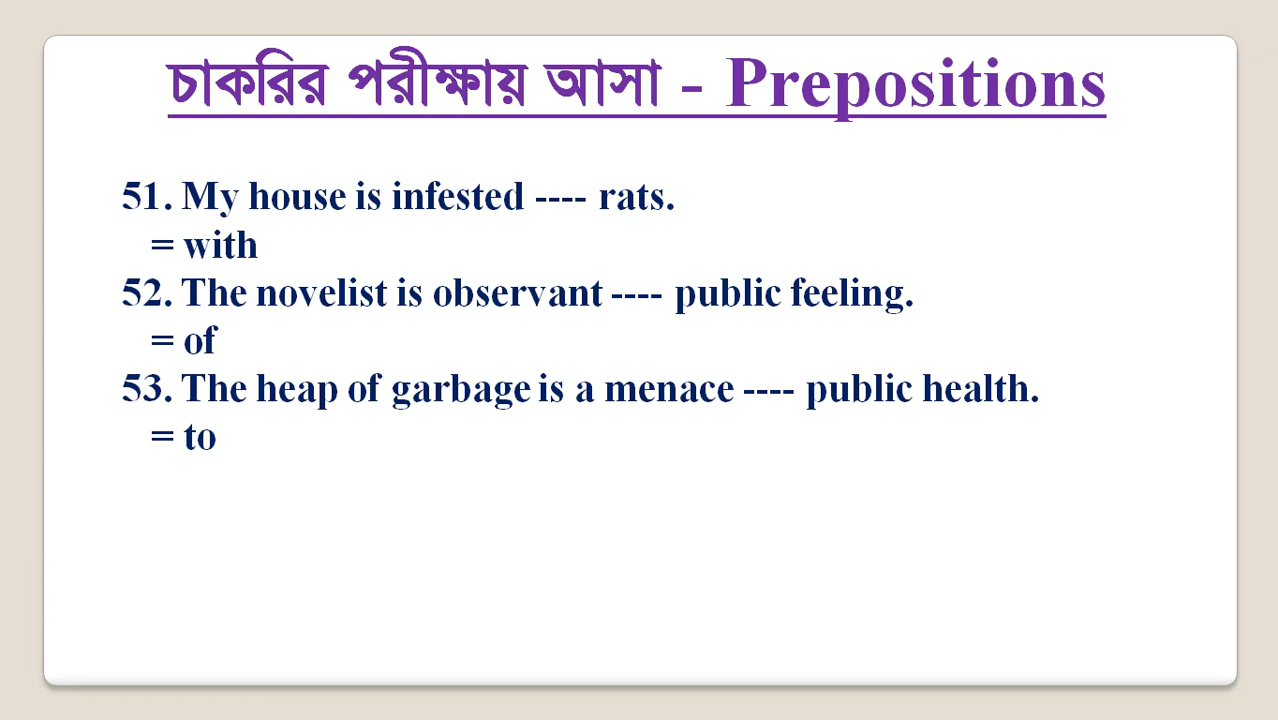 চাকরির পরীক্ষায় আসা - Prepositions
51. My house is infested ---- rats.
= with
52. The novelist is observant ---- public feeling.
= of
53. The heap of garbage is a menace ---- public health.
= to